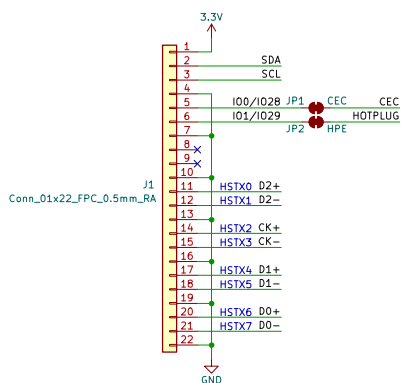 3.3V
1
2 SDA
3 SCL
4
5 IO0/IO28 JP1 CEC CEC
6 IO1/IO29 JP2 HPE HOTPLUG
7
8
9
10
J1
Conn_01x22_FPC_0.5mm_RA
11 HSTX0 D2+
12 HSTX1 D2-
13
14 HSTX2 CK+
15 HSTX3 CK-
16
17 HSTX4 D1+
18 HSTX5 D1-
19
20 HSTX6 D0+
21 HSTX7 D0-
22
GND